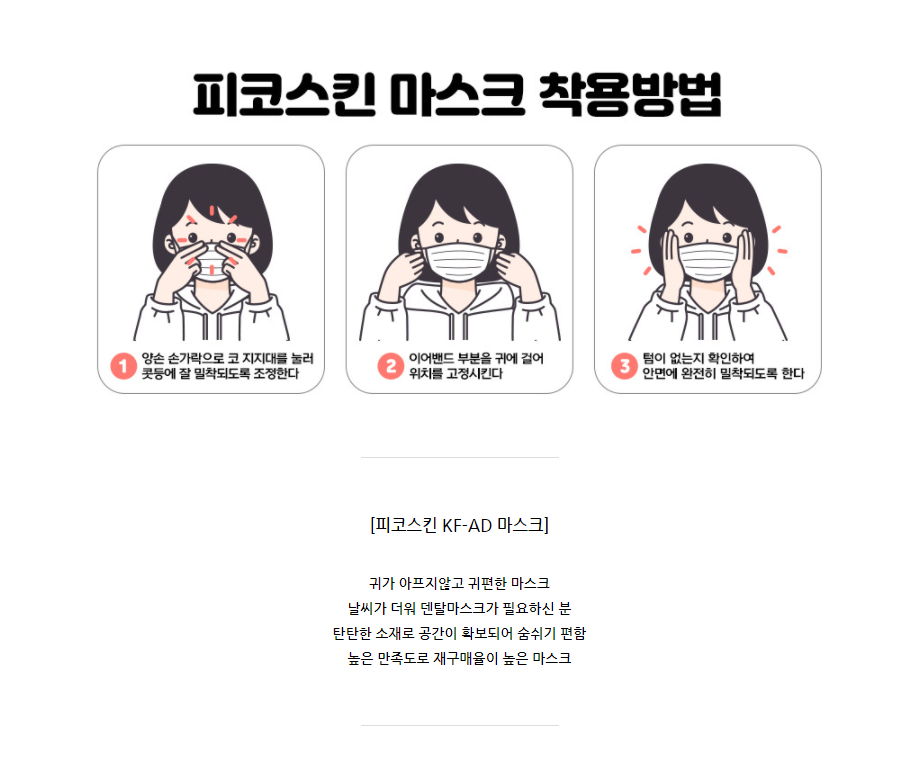 피코스킨 마스크 착용방법
1 양손 손가락으로 코 지지대를 눌러
콧등에 잘 밀착되도록 조정한다
2 이어밴드 부분을 귀에 걸어
위치를 고정시킨다
3 텀이 없는지 확인하여
안면에 완전히 밀착되도록 한다
[피코스킨 KF-AD 마스크]
귀가 아프지않고 귀편한 마스크
날씨가 더워 덴탈마스크가 필요하신 분
탄탄한 소재로 공간이 확보되어 숨쉬기 편함
높은 만족도로 재구매율이 높은 마스크